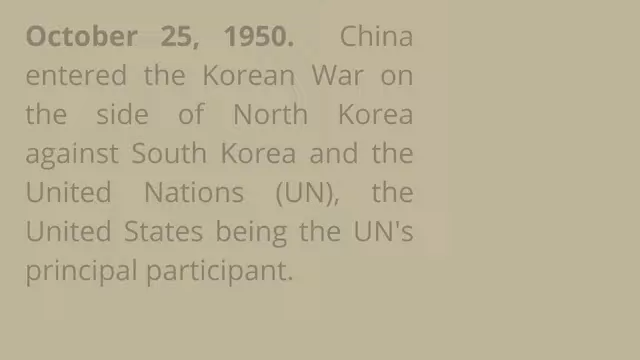 October 25, 1950. China
entered the Korean War on
the side of North Korea
against South Korea and the
United Nations (UN), the
United States being the UN's
principal participant.